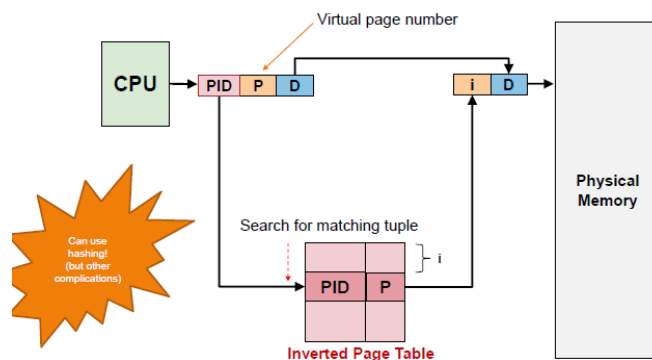 Virtual page number
CPU
PID P D
i D
Physical
Memory
Can use
hashing!
(but other
complications)
Search for matching tuple
i
PID P
Inverted Page Table